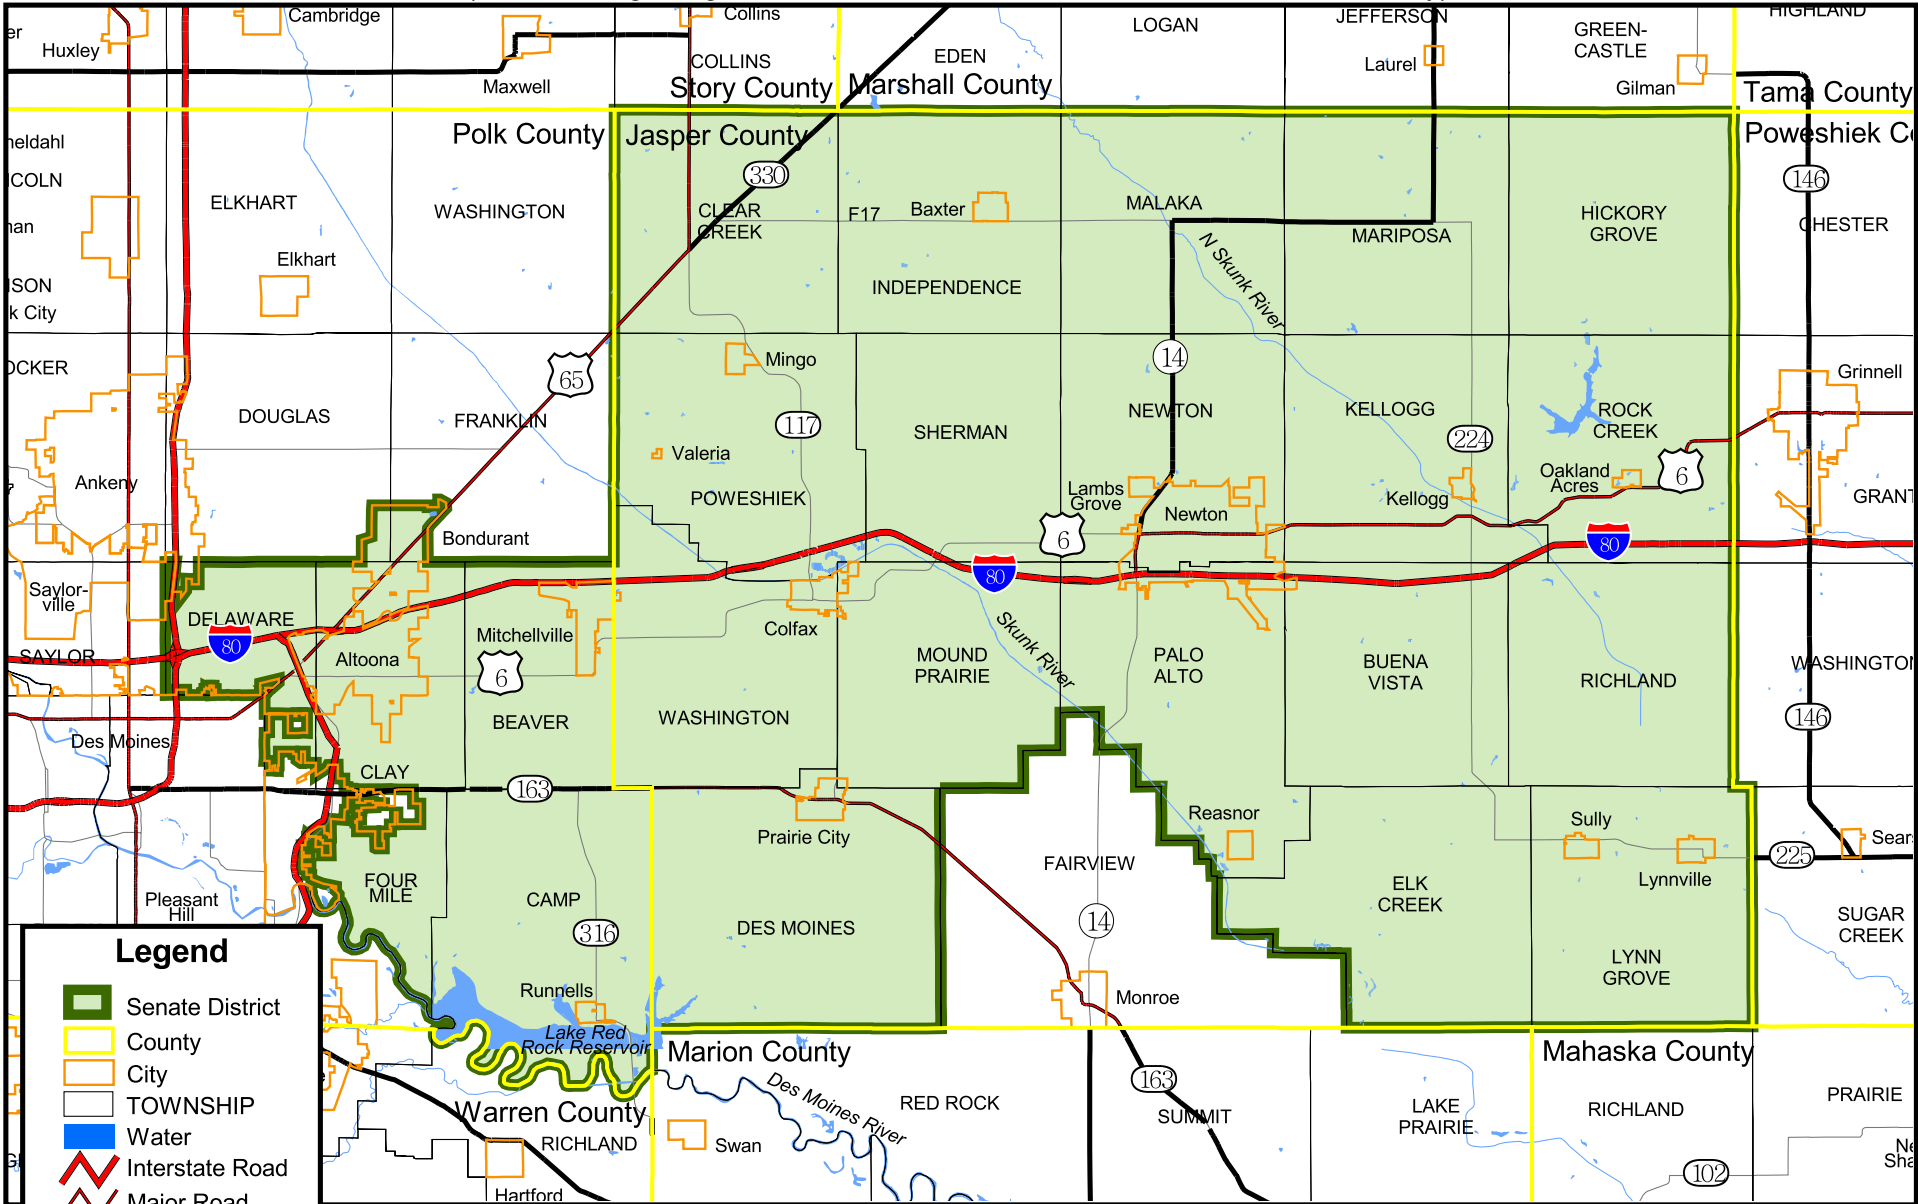 Cambridge
Collins
Huxley
Maxwell
COLLINS
Story County
EDEN
Marshall County
LOGAN
JEFFERSON
Laurel
GREEN-
CASTLE
Gilman
HIGHLAND
Tama County
Polk County
Jasper County
Poweshiek Co
330
146
ELKHART
WASHINGTON
CLEAR
CREEK
F17
Baxter
MALAKA
MARIPOSA
HICKORY
GROVE
CHESTER
Elkhart
INDEPENDENCE
N Skunk River
k City
65
Mingo
14
Grinnell
DOUGLAS
FRANKLIN
117
SHERMAN
NEWTON
KELLOGG
224
ROCK
CREEK
Valeria
Ankeny
POWESHIEK
Lambs
Grove
Newton
Kellogg
Oakland
Acres
6
GRANT
Bondurant
6
80
80
Saylor-
ville
DELAWARE
80
SAYLOR
Altoona
Mitchellville
6
Colfax
Skunk River
MOUND
PRAIRIE
PALO
ALTO
BUENA
VISTA
RICHLAND
WASHINGTON
BEAVER
WASHINGTON
146
Des Moines
CLAY
163
Prairie City
Reasnor
Sully
225
Sears
FAIRVIEW
FOUR
MILE
CAMP
ELK
CREEK
Lynnville
Pleasant
Hill
316
DES MOINES
14
SUGAR
CREEK
LYNN
GROVE
Runnells
Monroe
Lake Red
Rock Reservoir
Legend
Senate District
County
City
TOWNSHIP
Water
Interstate Road
Major Road
Marion County
Mahaska County
Des Moines River
163
Warren County
RICHLAND
Swan
RED ROCK
SUMMIT
LAKE
PRAIRIE
RICHLAND
PRAIRIE
102
Hartford